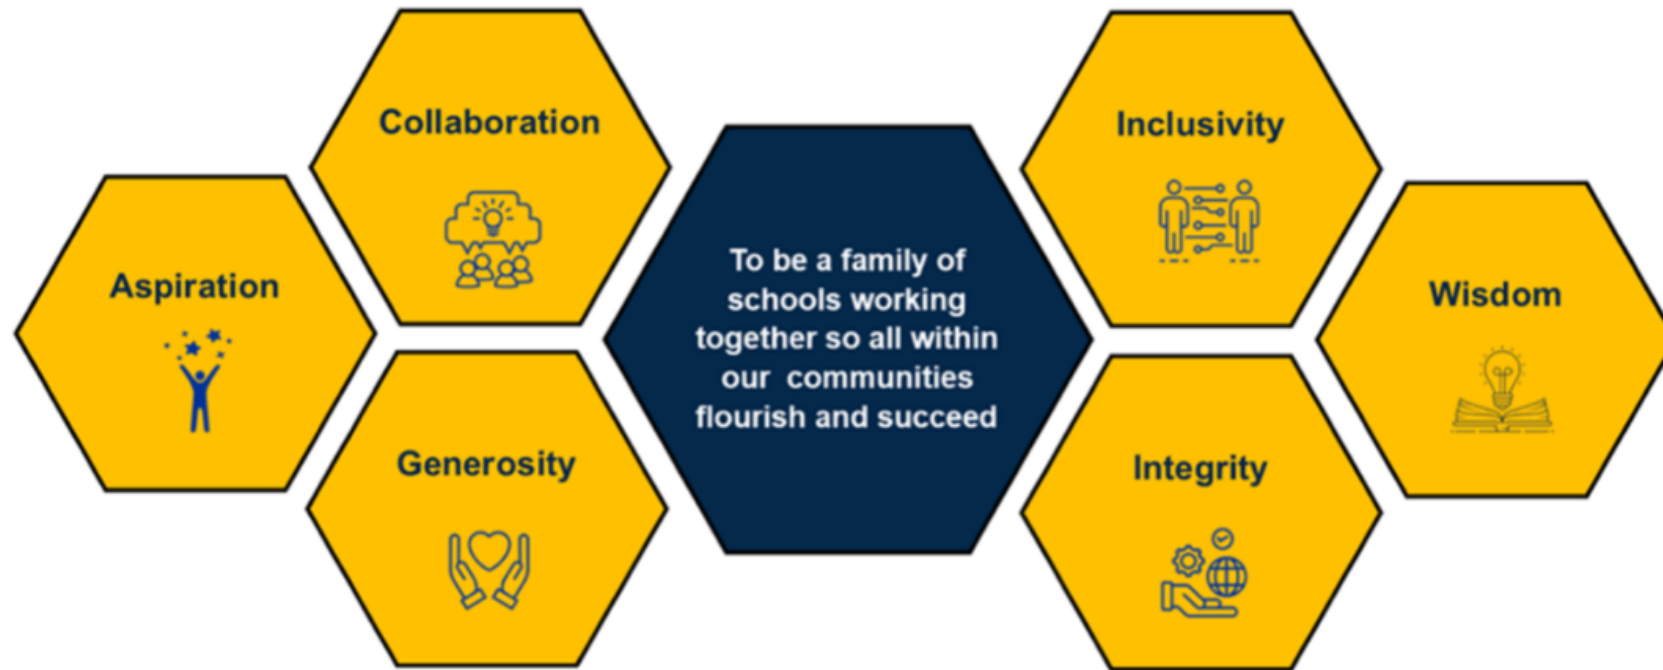 Collaboration
Aspiration
Generosity
To be a family of
schools working
together so all within
our communities
flourish and succeed
Inclusivity
Wisdom
Integrity